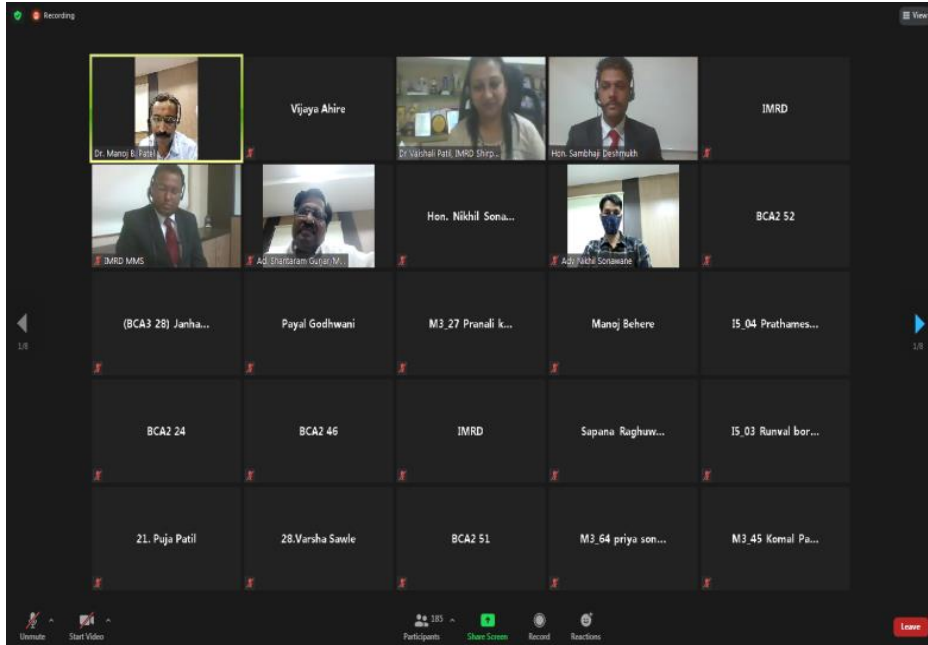 Recording
View
Dr. Manoj B. Patel
Vijaya Ahire
Dr Vaishali Patil, IMRD Shirp...
Hon. Sambhaji Deshmukh
IMRD
IMRD MMS
Ad. Shantaram Gurjar/M...
Hon. Nikhil Sona...
Adv Nikhil Sonawane
BCA2 52
(BCA3 28) Janha...
Payal Godhwani
M3_27 Pranali k...
Manoj Behere
I5_04 Prathames...
1/8
1/8
BCA2 24
BCA2 46
IMRD
Sapana Raghuw...
I5_03 Runval bor...
21. Puja Patil
28.Varsha Sawle
BCA2 51
M3_64 priya son...
M3_45 Komal Pa...
185
Unmute
Start Video
Participants
Share Screen
Record
Reactions
Leave